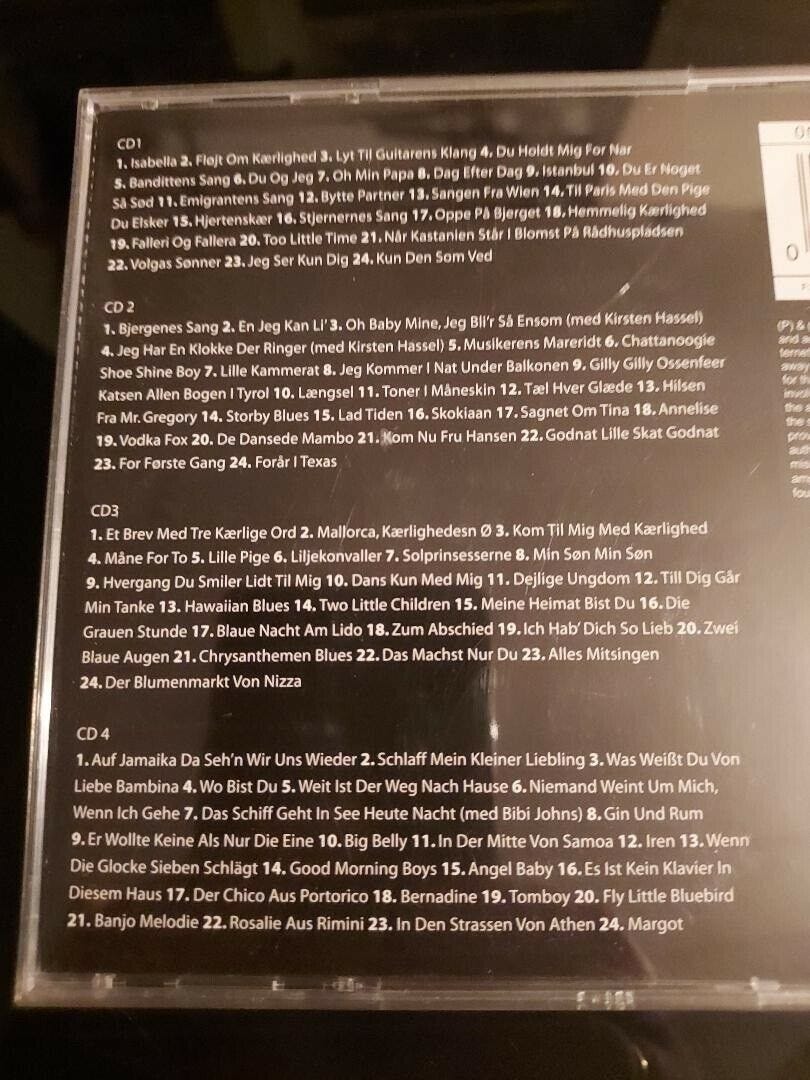 CD1
1. Isabella 2. Fløjt Om Kærlighed 3. Lyt Til Guitarens Klang 4. Du Holdt Mig For Nar
5. Bandittens Sang 6. Du Og Jeg 7. Oh Min Papa 8. Dag Efter Dag 9. Istanbul 10. Du Er Noget
Så Sød 11. Emigrantens Sang 12. Bytte Partner 13. Sangen Fra Wien 14. Til Paris Med Den Pige
Du Elsker 15. Hjertenskær 16. Stjernernes Sang 17. Oppe På Bjerget 18. Hemmelig Kærlighed
19. Falleri Og Fallera 20. Too Little Time 21. Når Kastanien Står I Blomst På Rådhuspladsen
22. Volgas Sønner 23. Jeg Ser Kun Dig 24. Kun Den Som Ved
CD 2
1. Bjergenes Sang 2. En Jeg Kan Li' 3. Oh Baby Mine, Jeg Bli'r Så Ensom (med Kirsten Hassel)
4. Jeg Har En Klokke Der Ringer (med Kirsten Hassel) 5. Musikerens Mareridt 6. Chattanoogie
Shoe Shine Boy 7. Lille Kammerat 8. Jeg Kommer I Nat Under Balkonen 9. Gilly Gilly Ossenfeer
Katsen Allen Bogen I Tyrol 10. Længsel 11. Toner I Måneskin 12. Tæl Hver Glæde 13. Hilsen
Fra Mr. Gregory 14. Storby Blues 15. Lad Tiden 16. Skokiaan 17. Sagnet Om Tina 18. Annelise
19. Vodka Fox 20. De Dansede Mambo 21. Kom Nu Fru Hansen 22. Godnat Lille Skat Godnat
23. For Første Gang 24. Forår I Texas
CD3
1. Et Brev Med Tre Kærlige Ord 2. Mallorca, Kærlighedesn Ø 3. Kom Til Mig Med Kærlighed
4. Måne For To 5. Lille Pige 6. Liljekonvaller 7. Solprinsesserne 8. Min Søn Min Søn
9. Hvergang Du Smiler Lidt Til Mig 10. Dans Kun Med Mig 11. Dejlige Ungdom 12. Till Dig Går
Min Tanke 13. Hawaiian Blues 14. Two Little Children 15. Meine Heimat Bist Du 16. Die
Grauen Stunde 17. Blaue Nacht Am Lido 18. Zum Abschied 19. Ich Hab' Dich So Lieb 20. Zwei
Blaue Augen 21. Chrysanthemen Blues 22. Das Machst Nur Du 23. Alles Mitsingen
24. Der Blumenmarkt Von Nizza
CD 4
1. Auf Jamaika Da Seh'n Wir Uns Wieder 2. Schlaff Mein Kleiner Liebling 3. Was Weißt Du Von
Liebe Bambina 4. Wo Bist Du 5. Weit Ist Der Weg Nach Hause 6. Niemand Weint Um Mich,
Wenn Ich Gehe 7. Das Schiff Geht In See Heute Nacht (med Bibi Johns) 8. Gin Und Rum
9. Er Wollte Keine Als Nur Die Eine 10. Big Belly 11. In Der Mitte Von Samoa 12. Iren 13. Wenn
Die Glocke Sieben Schlägt 14. Good Morning Boys 15. Angel Baby 16. Es Ist Kein Klavier In
Diesem Haus 17. Der Chico Aus Portorico 18. Bernadine 19. Tomboy 20. Fly Little Bluebird
21. Banjo Melodie 22. Rosalie Aus Rimini 23. In Den Strassen Von Athen 24. Margot
0
(P) &
and
away
for
the
the